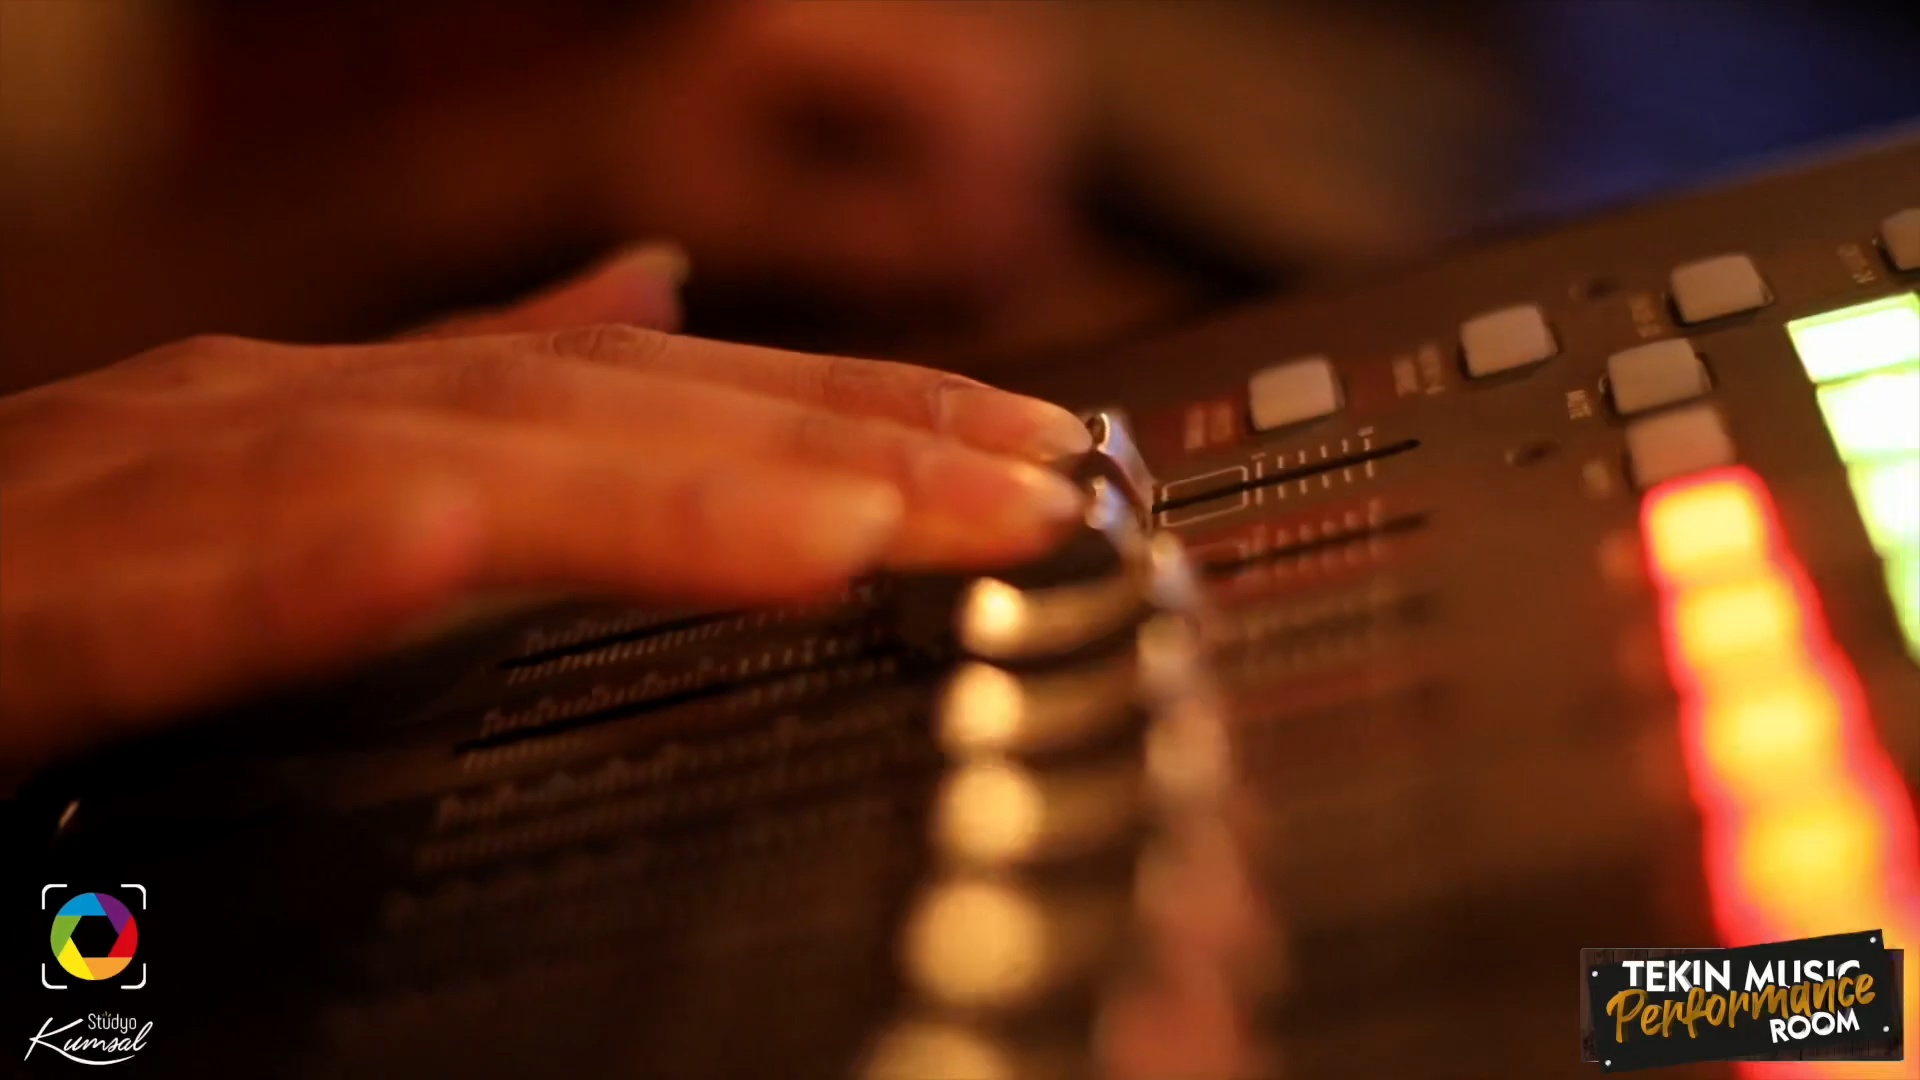 Stüdyo
Kumsal
TEKIN MUSIC
Performance
ROOM